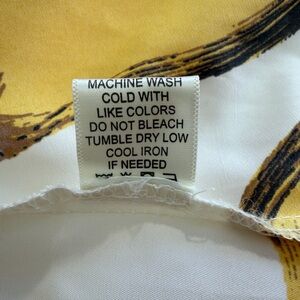 MACHINE WASH
COLD WITH
LIKE COLORS
DO NOT BLEACH
TUMBLE DRY LOW
COOL IRON
IF NEEDED